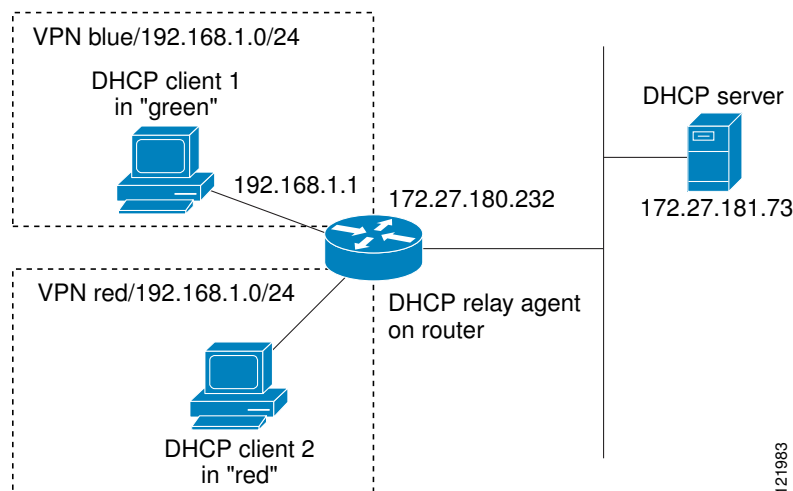 VPN blue/192.168.1.0/24
DHCP client 1
in "green"
192.168.1.1
172.27.180.232
DHCP server
172.27.181.73
VPN red/192.168.1.0/24
DHCP relay agent
on router
DHCP client 2
in "red"
121983